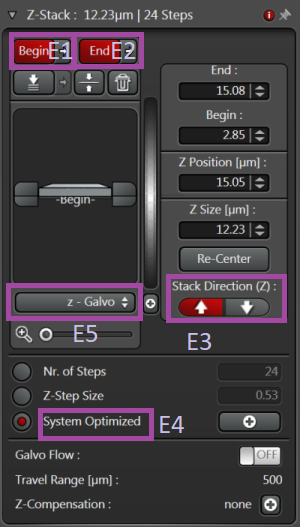 Z-Stack : 12.23µm | 24 Steps
Begin E1 End E2
End :
15.08
Begin :
2.85
Z Position [µm] :
15.05
-Begin-
Z Size [µm] :
12.23
Re-Center
Stack Direction (Z) :
z - Galvo
E5
E3
Nr. of Steps 24
Z-Step Size 0.53
System Optimized E4
Galvo Flow : OFF
Travel Range [µm] : 500
Z-Compensation : none